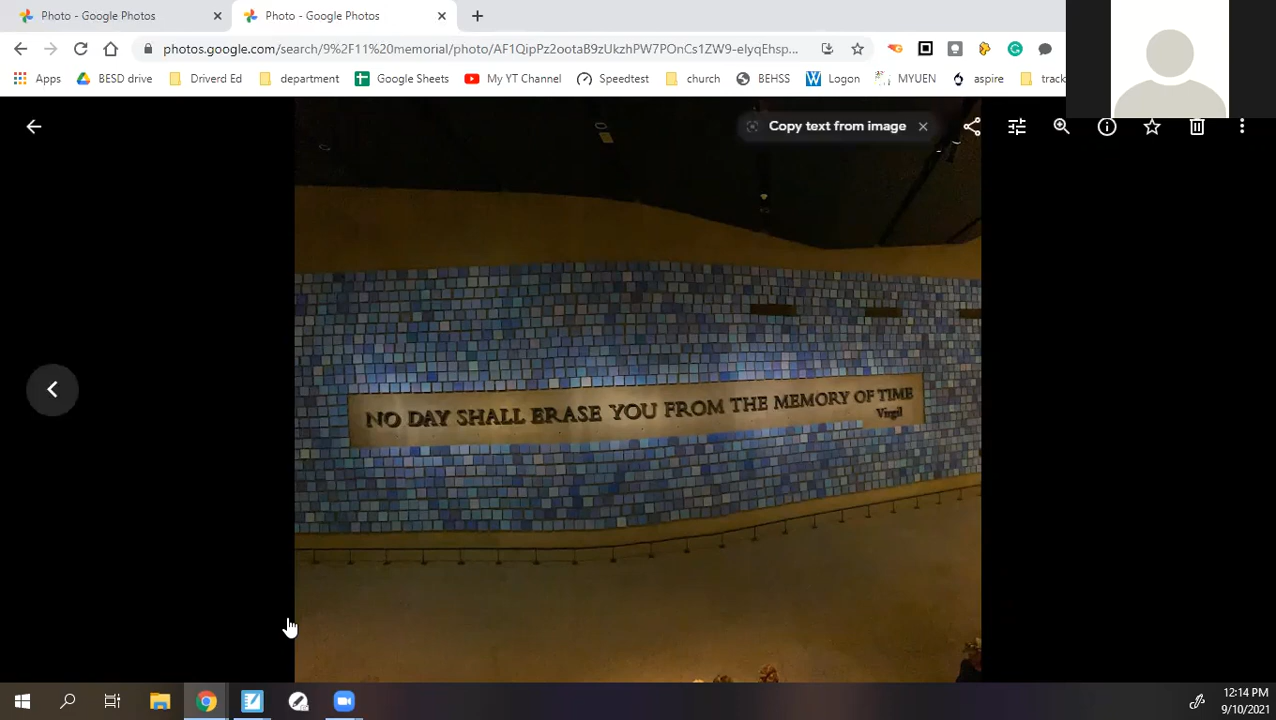 Photo - Google Photos
Photo - Google Photos
photos.google.com/search/9%2F11%20memorial/photo/AF1QipPz2ootaB9zUkzhPW7POnCs1ZW9-elyqEhsp...
Apps
BESD drive
Driverd Ed
department
Google Sheets
My YT Channel
Speedtest
church
BEHSS
Logon
MYUEN
aspire
track
Copy text from image
NO DAY SHALL ERASE YOU FROM THE MEMORY OF TIME
Virgil
12:14 PM
9/10/2021